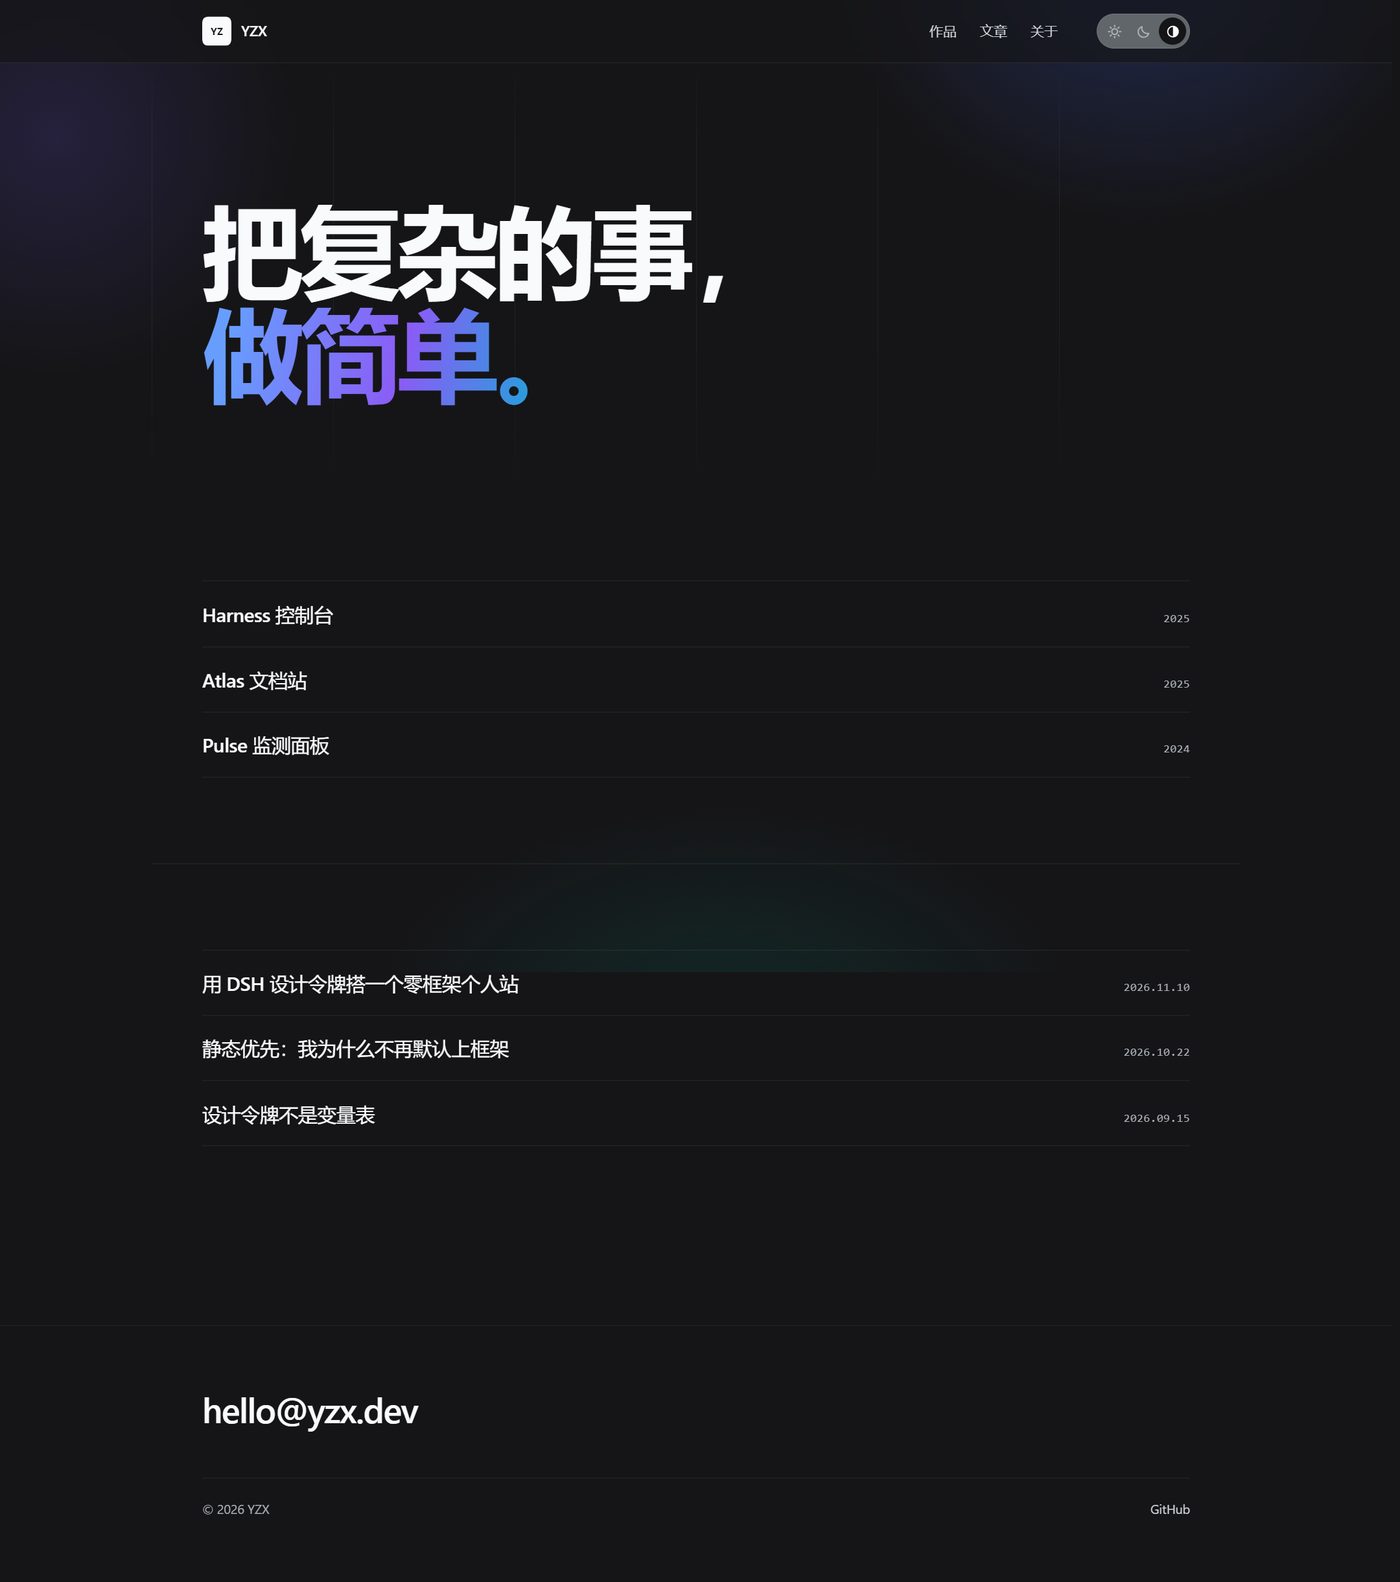 YZ YZX 作品 文章 关于
把复杂的事，
做简单。
Harness 控制台 2025
Atlas 文档站 2025
Pulse 监测面板 2024
用 DSH 设计令牌搭一个零框架个人站 2026.11.10
静态优先：我为什么不再默认上框架 2026.10.22
设计令牌不是变量表 2026.09.15
hello@yzx.dev
© 2026 YZX GitHub